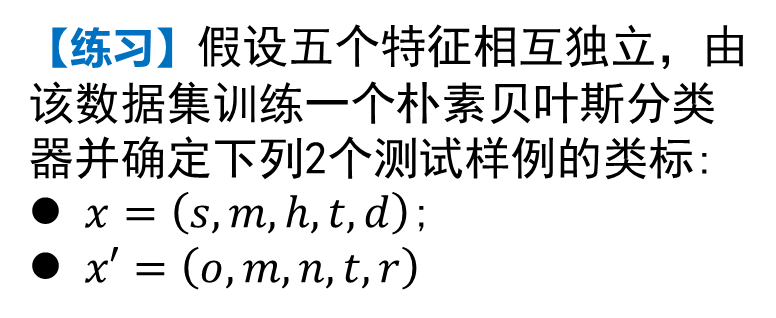 【练习】假设五个特征相互独立，由
该数据集训练一个朴素贝叶斯分类
器并确定下列2个测试样例的类标:
● x = (s, m, h, t, d);
● x′ = (o, m, n, t, r)